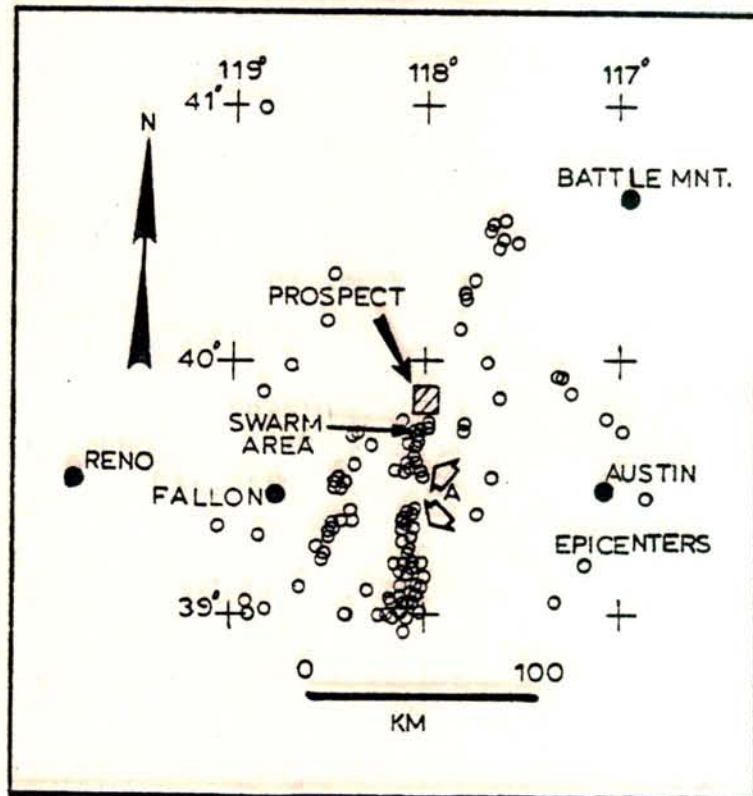 119° 118° 117°
41°
N
BATTLE MNT.
PROSPECT
40°
SWARM
AREA
RENO
FALLON
A
AUSTIN
EPICENTERS
39°
0 100
KM